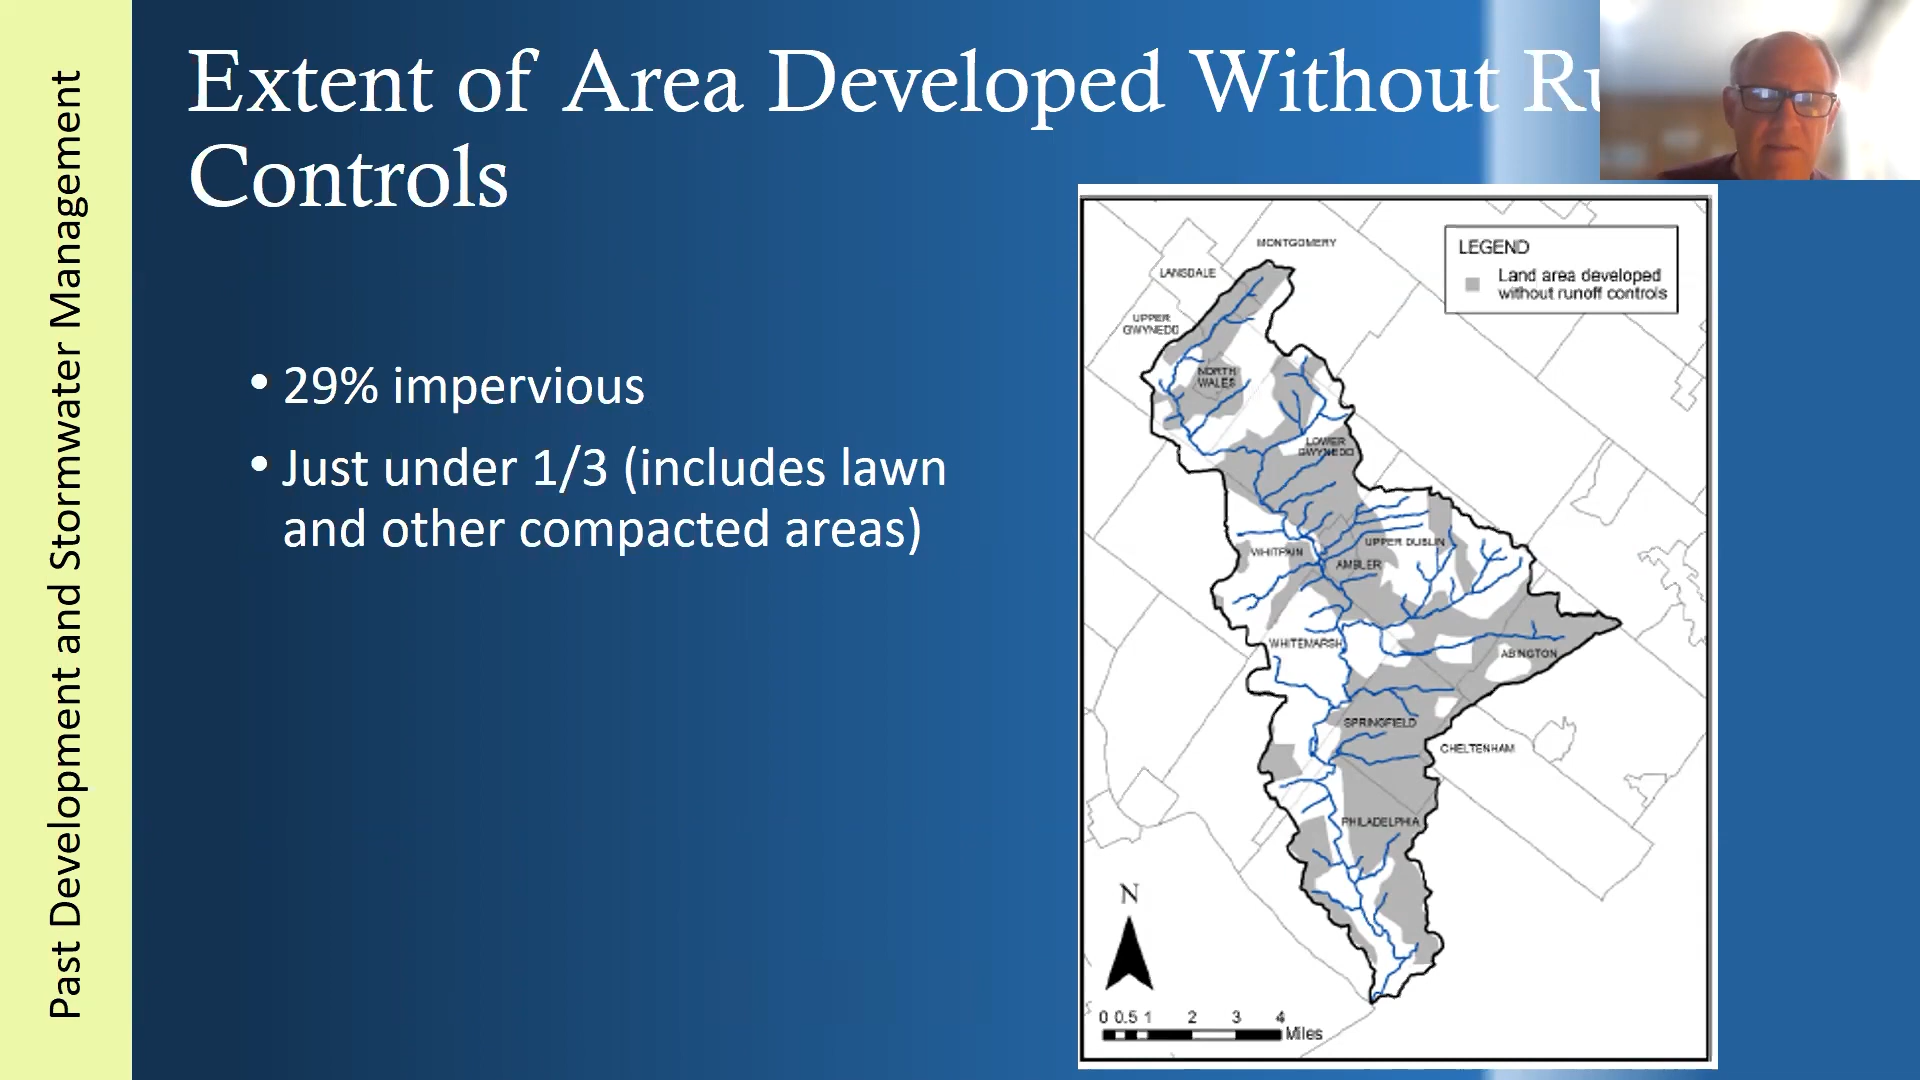 Past Development and Stormwater Management
Extent of Area Developed Without
Controls
• 29% impervious
• Just under 1/3 (includes lawn
and other compacted areas)
LEGEND
Land area developed
without runoff controls
MONTGOMERY
LANSDALE
UPPER
GWYNEDD
NORTH
WALES
LOWER
GWYNEDD
UPPER DUBLIN
WHITPAIN
AMBLER
WHITEMARSH
ABINGTON
SPRINGFIELD
CHELTENHAM
PHILADELPHIA
N
0 0.5 1 2 3 4
Miles